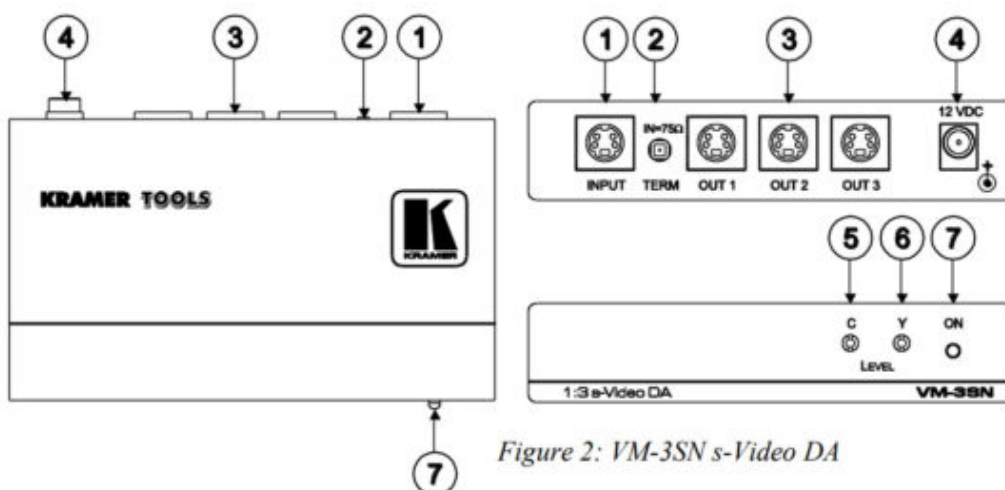 4 3 2 1
KRAMER TOOLS
K
KRAMER
7
1 2 3 4
12 VDC
IN=75Ω
+
INPUT TERM OUT 1 OUT 2 OUT 3
5 6 7
C Y ON
LEVEL
1:3 s-Video DA VM-3SN
Figure 2: VM-3SN s-Video DA